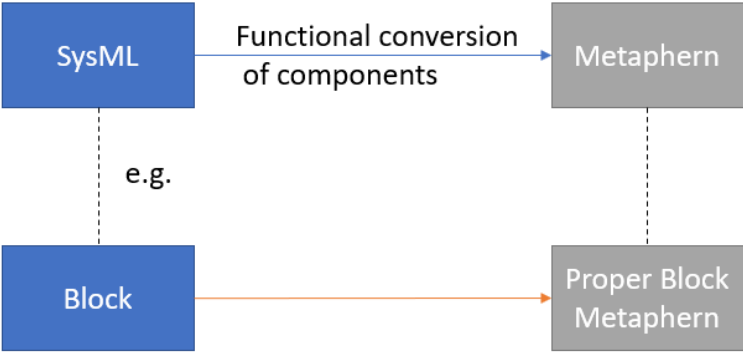 SysML
Functional conversion
of components
Metaphern
e.g.
Block
Proper Block
Metaphern